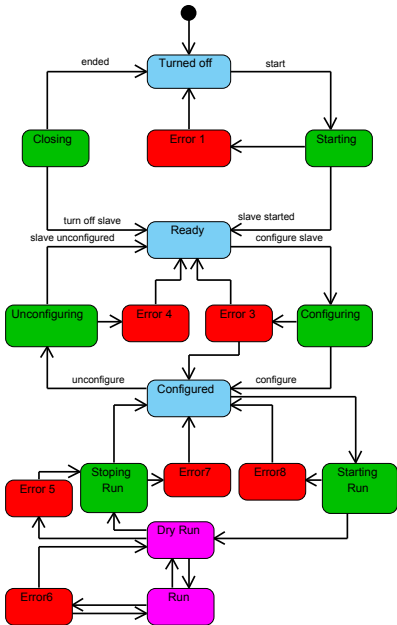 ended
Turned off
start
Closing
Error 1
Starting
turn off slave
slave started
slave unconfigured
Ready
configure slave
Unconfiguring
Error 4
Error 3
Configuring
unconfigure
Configured
configure
Error 5
Stoping
Run
Error7
Error8
Starting
Run
Dry Run
Error6
Run